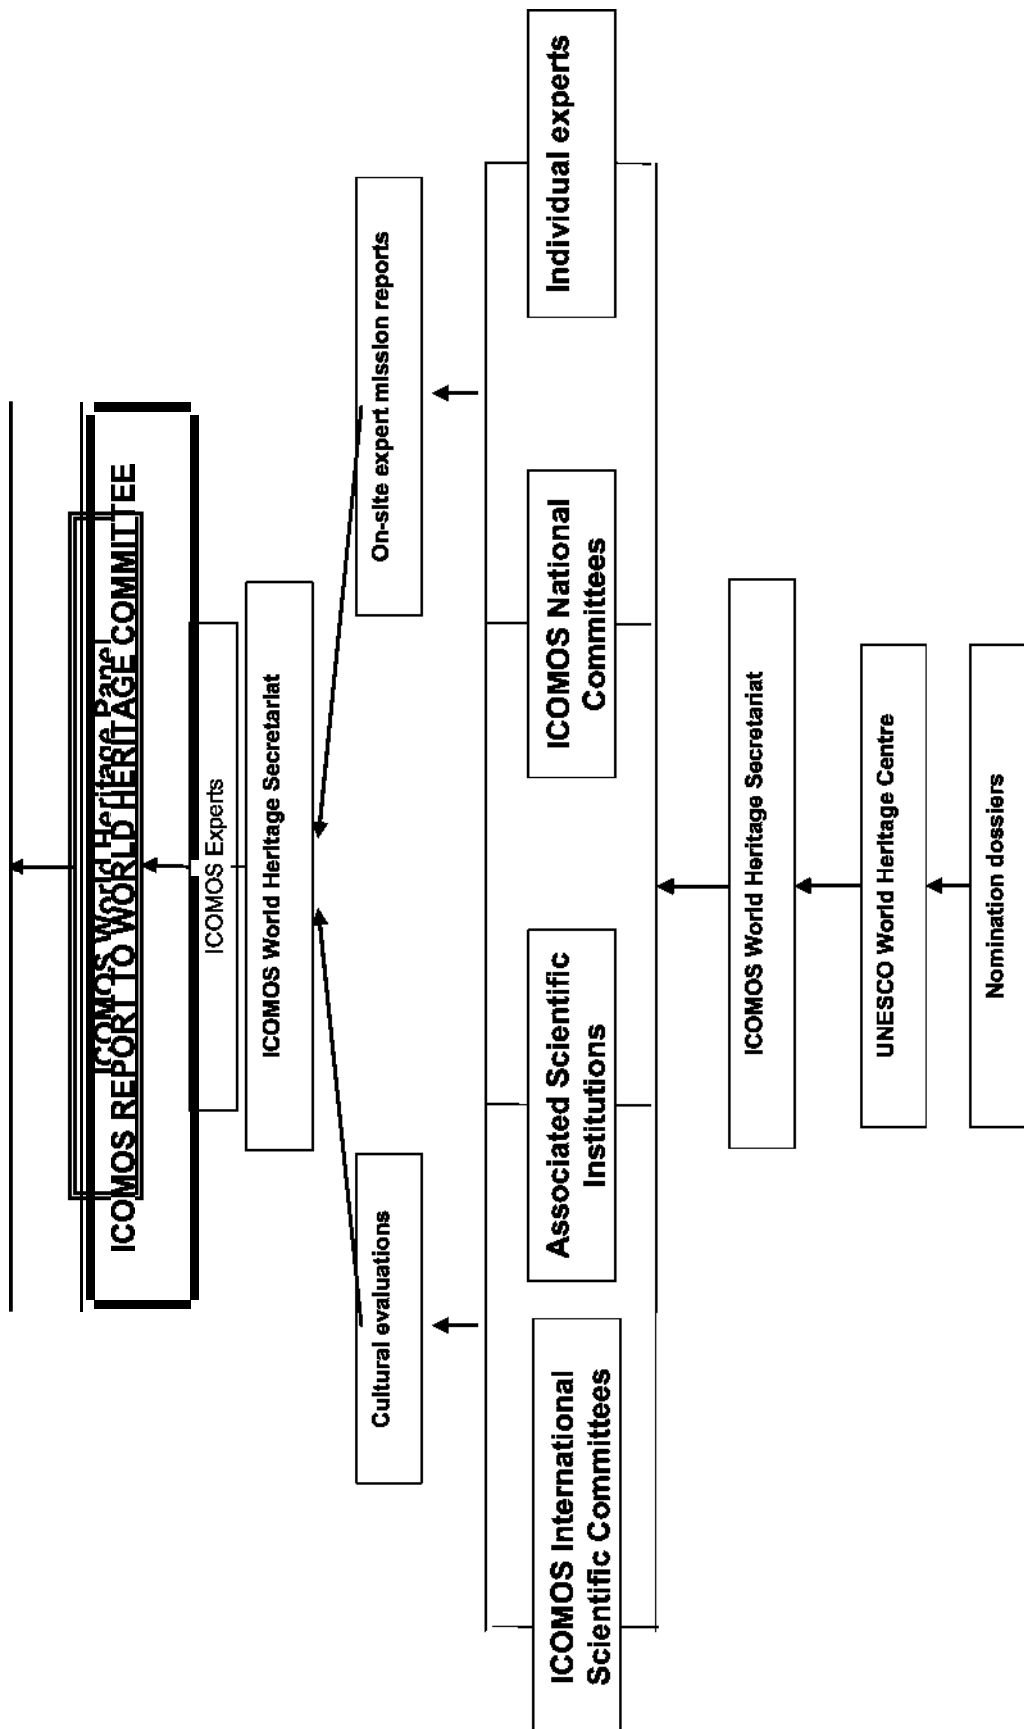 Nomination dossiers
UNESCO World Heritage Centre
ICOMOS World Heritage Secretariat
ICOMOS International
Scientific Committees
Associated Scientific
Institutions
ICOMOS National
Committees
Individual experts
Cultural evaluations
On-site expert mission reports
ICOMOS World Heritage Secretariat
ICOMOS Experts
ICOMOS World Heritage Panel
ICOMOS REPORT TO WORLD HERITAGE COMMITTEE